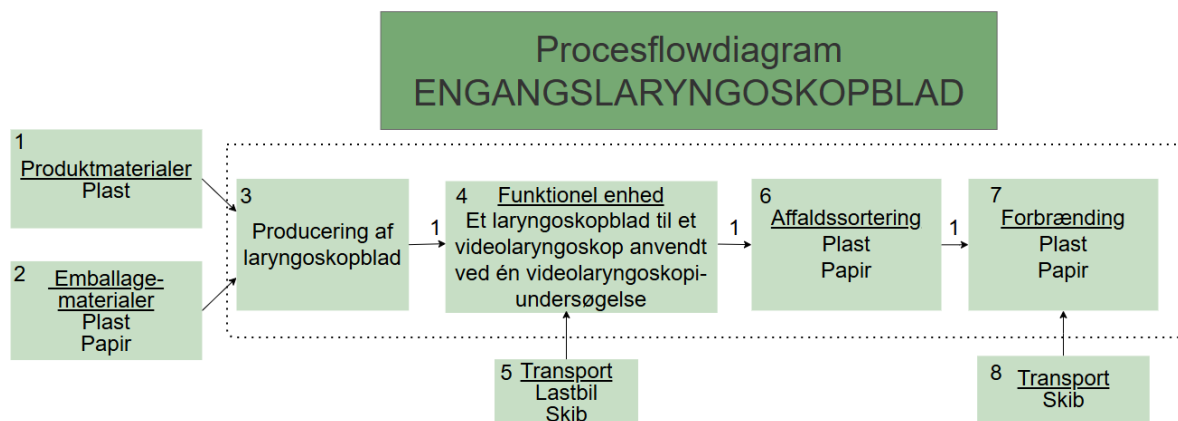 Procesflowdiagram
ENGANGSLARYNGOSKOPBLAD
1
Produktmaterialer
Plast
2
Emballage-
materialer
Plast
Papir
3
Producering af
laryngoskopblad
1
4
Funktionel enhed
Et laryngoskopblad til et
videolaryngoskop anvendt
ved én videolaryngoskopi-
undersøgelse
1
5
Transport
Lastbil
Skib
6
Affaldssortering
Plast
Papir
1
7
Forbrænding
Plast
Papir
8
Transport
Skib